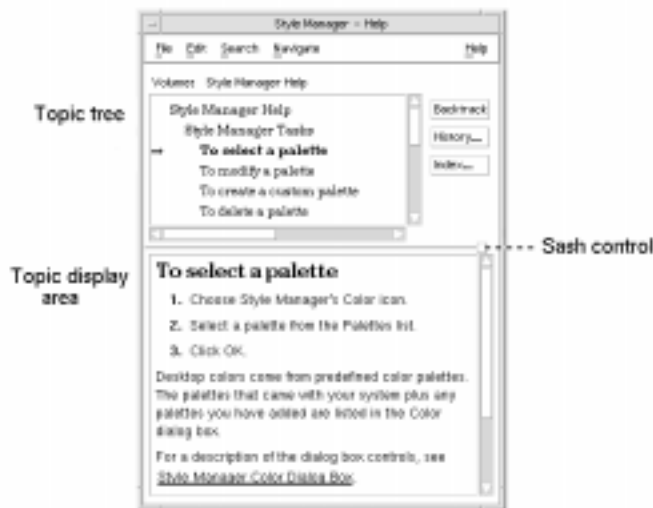 Style Manager - Help
File Edit Search Navigate Help
Volume: Style Manager Help
Topic tree
Style Manager Help
Style Manager Tasks
To select a palette
To modify a palette
To create a custom palette
To delete a palette
Backtrack
History...
Index...
Sash control
Topic display
area
To select a palette
1. Choose Style Manager's Color icon.
2. Select a palette from the Palettes list.
3. Click OK.
Desktop colors come from predefined color palettes.
The palettes that came with your system plus any
palettes you have added are listed in the Color
dialog box.
For a description of the dialog box controls, see
Style Manager Color Dialog Box.